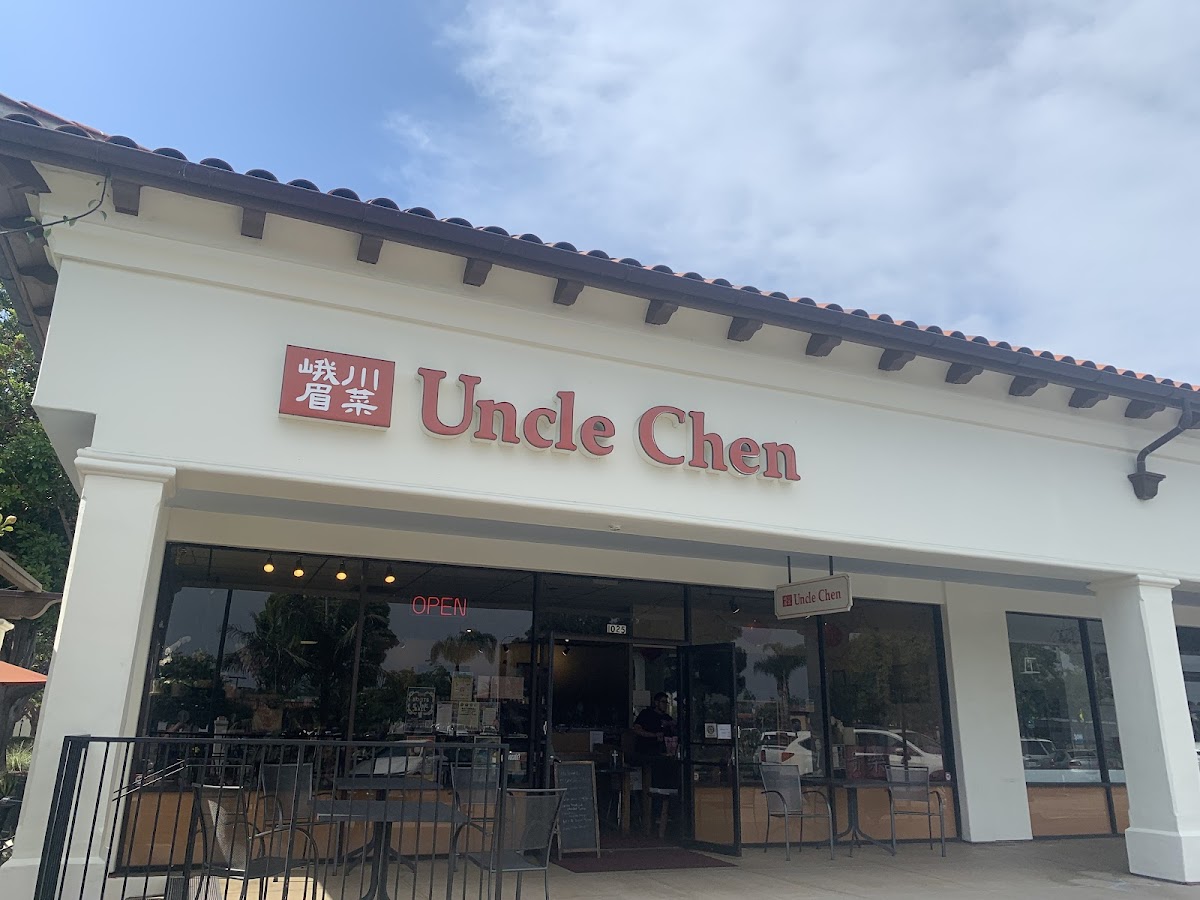 峨川
眉菜
Uncle Chen
OPEN
1025
Uncle Chen